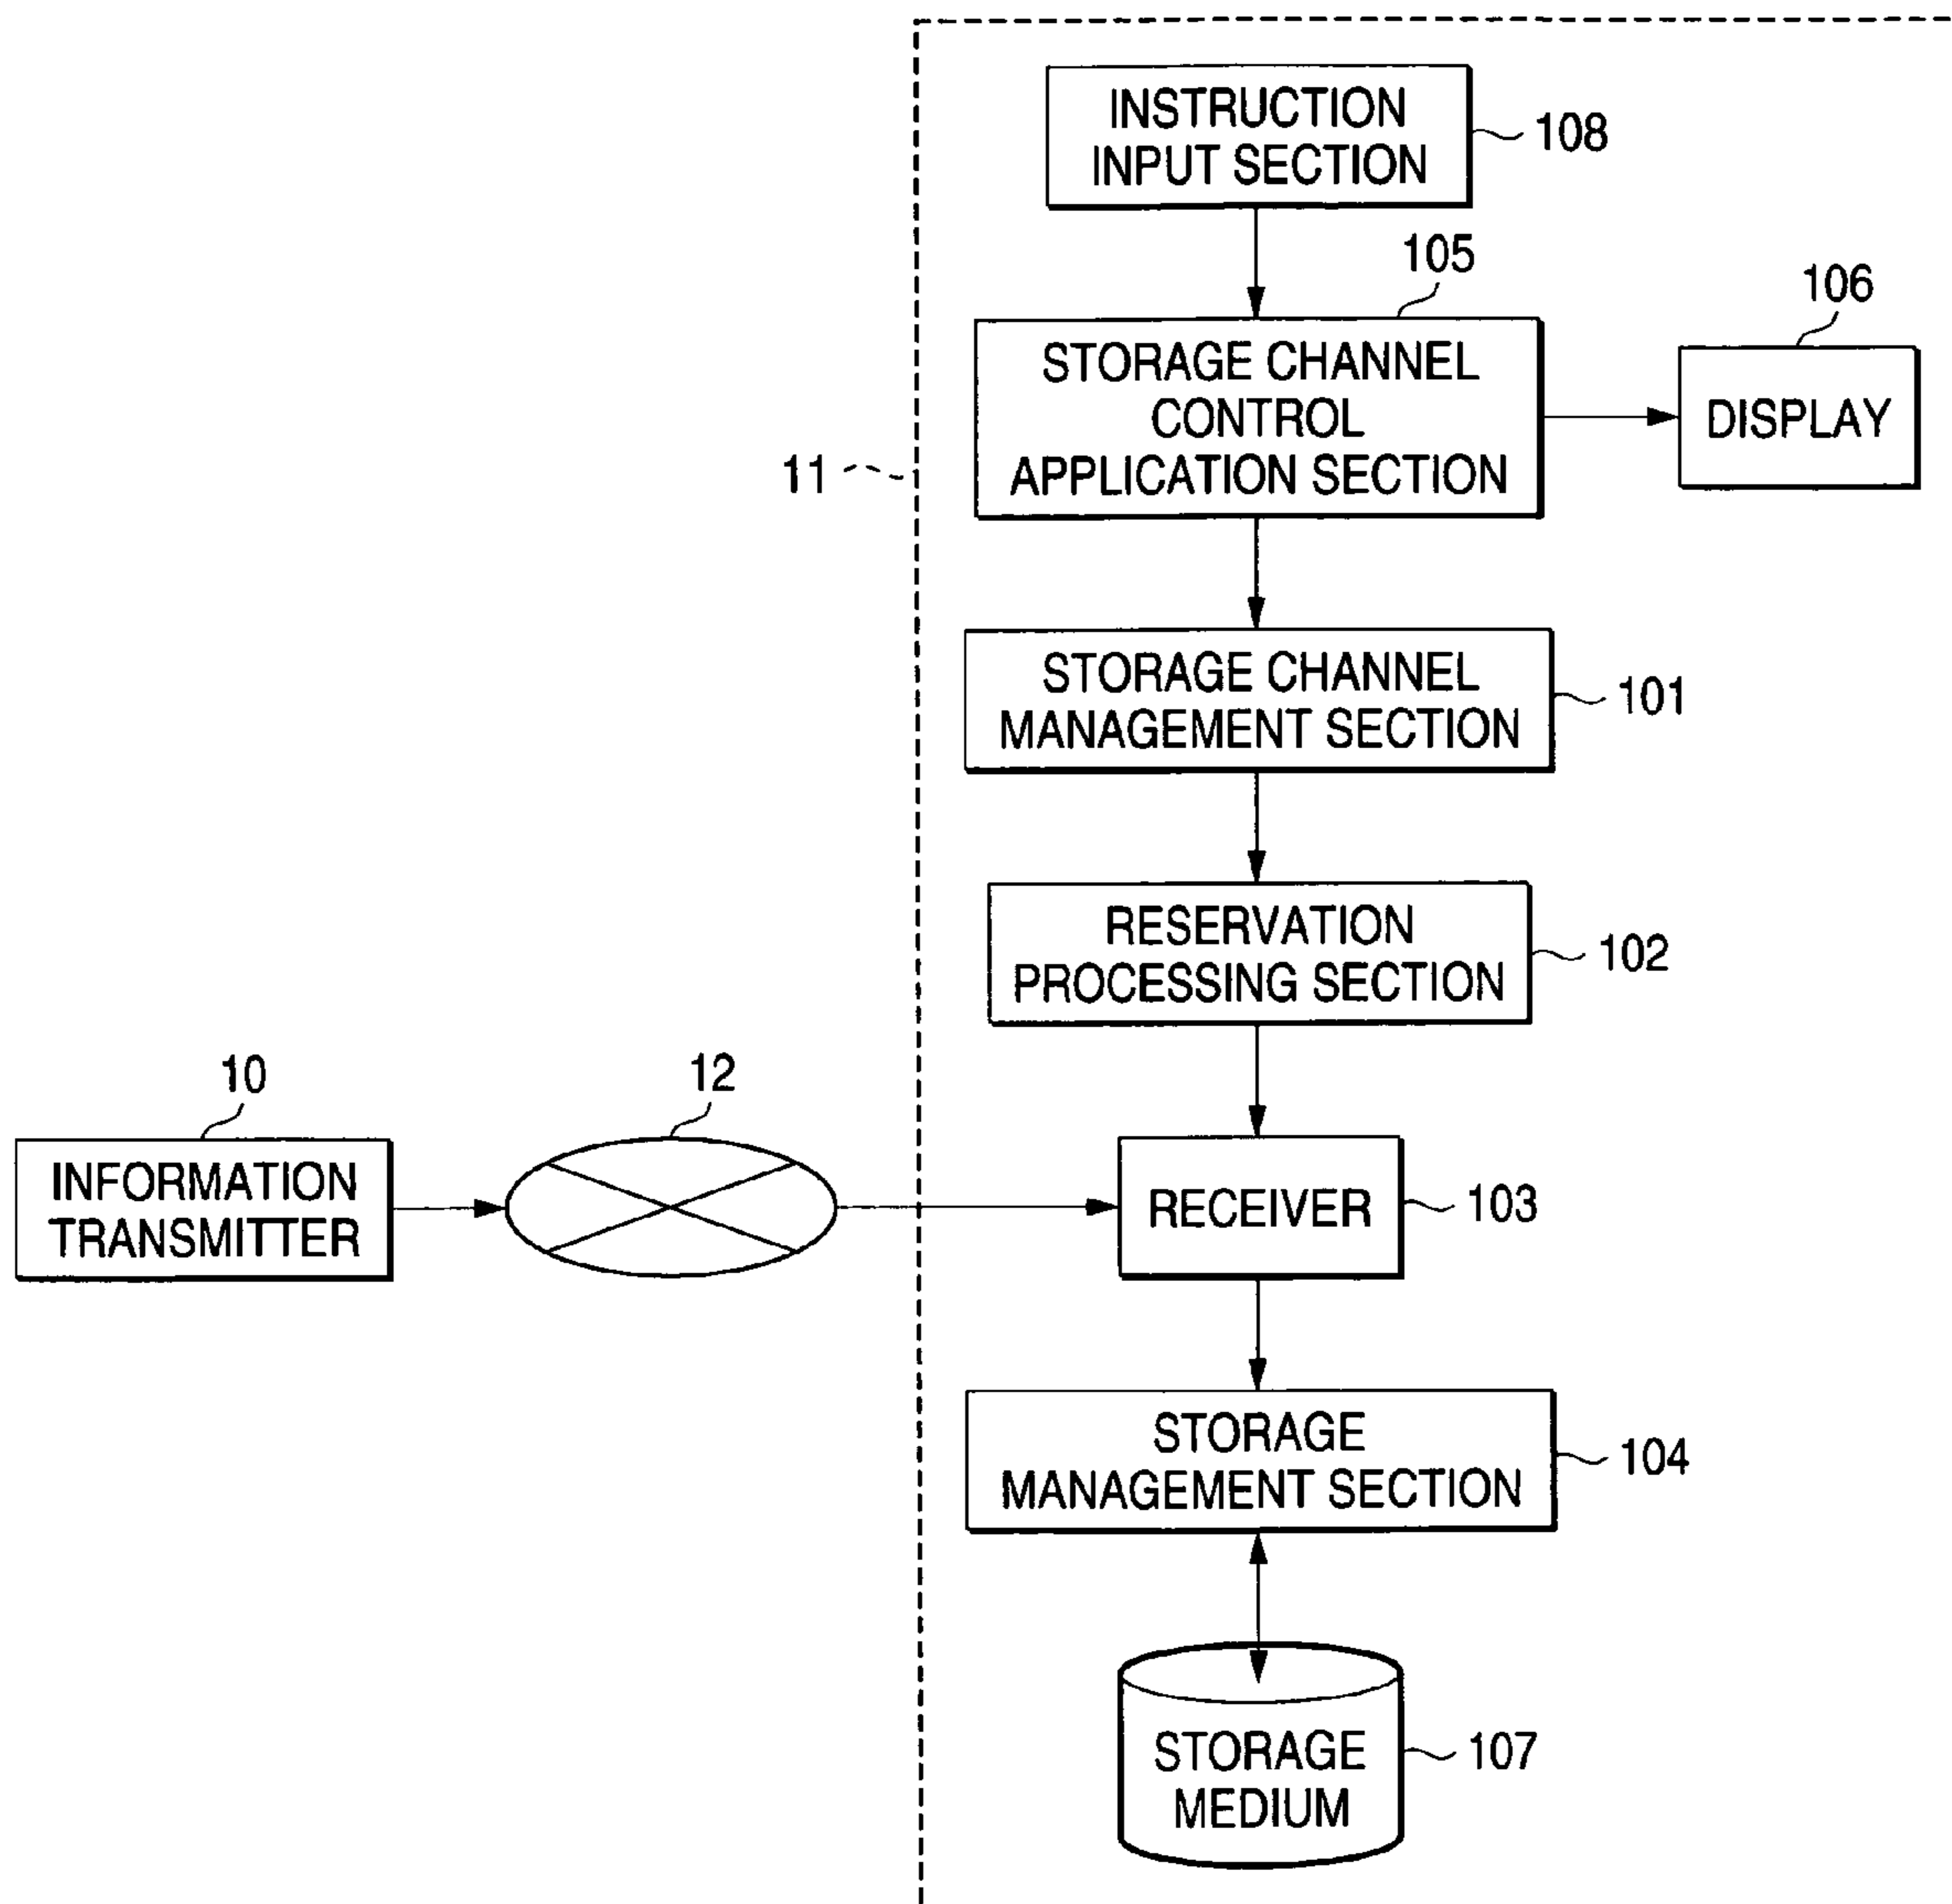 INSTRUCTION
INPUT SECTION
108
105
106
STORAGE CHANNEL
CONTROL
APPLICATION SECTION
DISPLAY
11
STORAGE CHANNEL
MANAGEMENT SECTION
101
RESERVATION
PROCESSING SECTION
102
10
12
INFORMATION
TRANSMITTER
RECEIVER
103
STORAGE
MANAGEMENT SECTION
104
STORAGE
MEDIUM
107